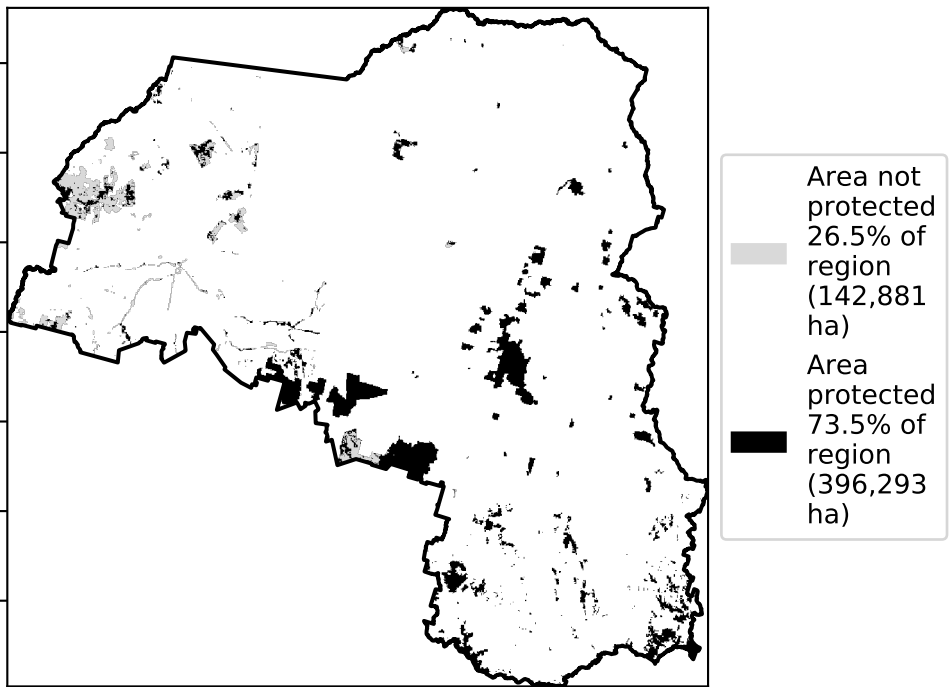 Area not
protected
26.5% of
region
(142,881
ha)
Area
protected
73.5% of
region
(396,293
ha)